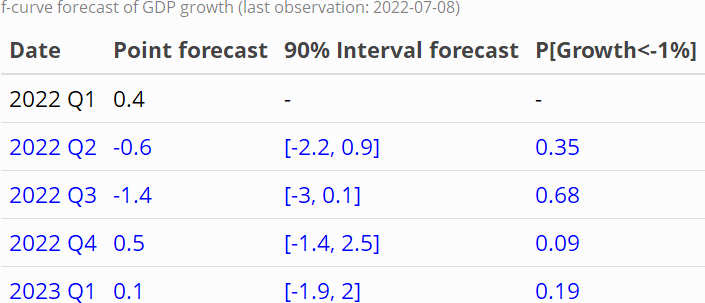 f-curve forecast of GDP growth (last observation: 2022-07-08)
Date Point forecast 90% Interval forecast P[Growth<-1%]
2022 Q1 0.4 - -
2022 Q2 -0.6 [-2.2, 0.9] 0.35
2022 Q3 -1.4 [-3, 0.1] 0.68
2022 Q4 0.5 [-1.4, 2.5] 0.09
2023 Q1 0.1 [-1.9, 2] 0.19